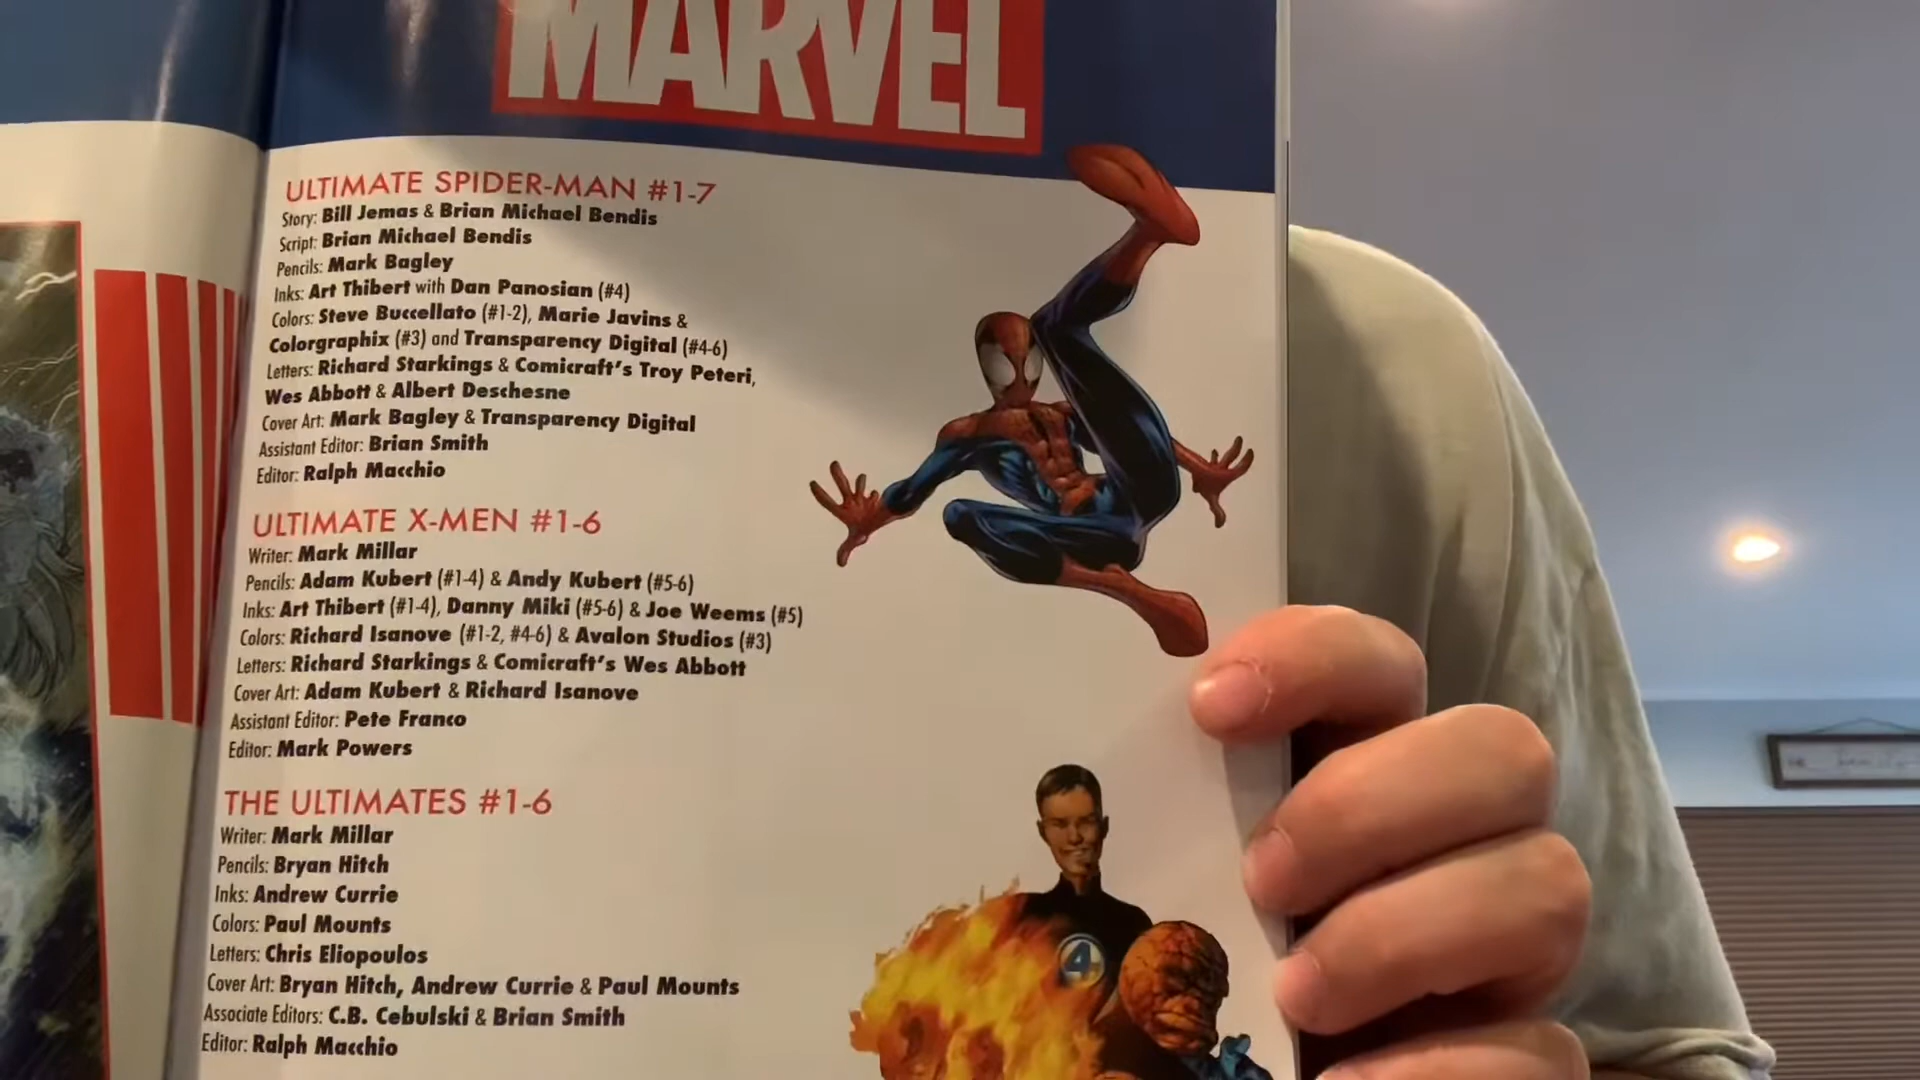 MARVEL
ULTIMATE SPIDER-MAN #1-7
Story: Bill Jemas & Brian Michael Bendis
Script: Brian Michael Bendis
Pencils: Mark Bagley
Inks: Art Thibert with Dan Panosian (#4)
Colors: Steve Buccellato (#1-2), Marie Javins &
Colorgraphix (#3) and Transparency Digital (#4-6)
Letters: Richard Starkings & Comicraft's Troy Peteri,
Wes Abbott & Albert Deschesne
Cover Art: Mark Bagley & Transparency Digital
Assistant Editor: Brian Smith
Editor: Ralph Macchio
ULTIMATE X-MEN #1-6
Writer: Mark Millar
Pencils: Adam Kubert (#1-4) & Andy Kubert (#5-6)
Inks: Art Thibert (#1-4), Danny Miki (#5-6) & Joe Weems (#5)
Colors: Richard Isanove (#1-2, #4-6) & Avalon Studios (#3)
Letters: Richard Starkings & Comicraft's Wes Abbott
Cover Art: Adam Kubert & Richard Isanove
Assistant Editor: Pete Franco
Editor: Mark Powers
THE ULTIMATES #1-6
Writer: Mark Millar
Pencils: Bryan Hitch
Inks: Andrew Currie
Colors: Paul Mounts
Letters: Chris Eliopoulos
Cover Art: Bryan Hitch, Andrew Currie & Paul Mounts
Associate Editors: C.B. Cebulski & Brian Smith
Editor: Ralph Macchio
4